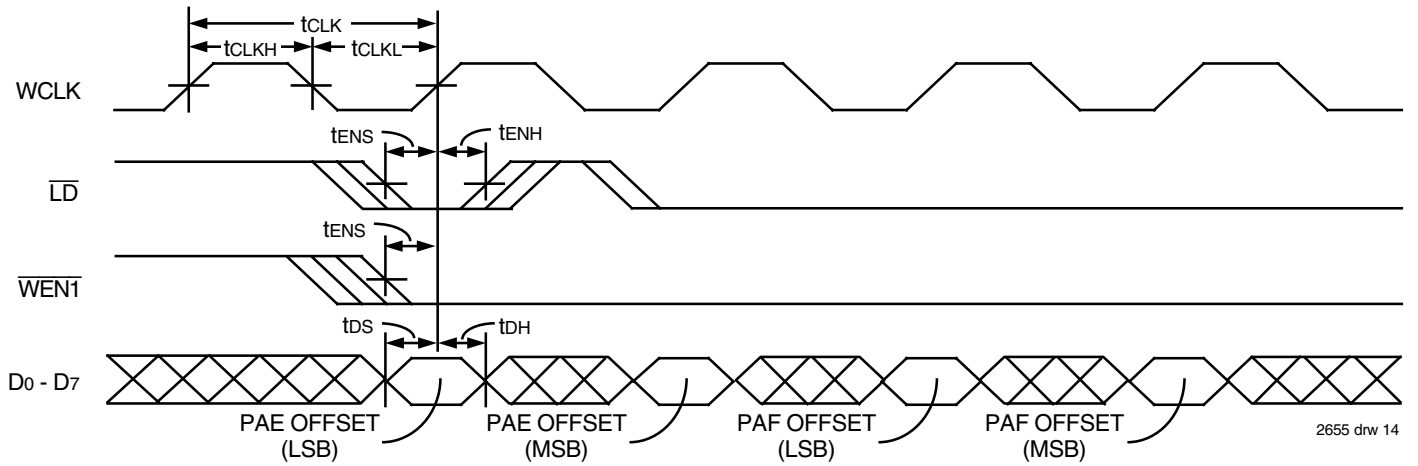 tCLK
tCLKH
tCLKL
WCLK
tENS
tENH
LD
tENS
WEN1
tDS
tDH
D0 - D7
PAE OFFSET
(LSB)
PAE OFFSET
(MSB)
PAF OFFSET
(LSB)
PAF OFFSET
(MSB)
2655 drw 14